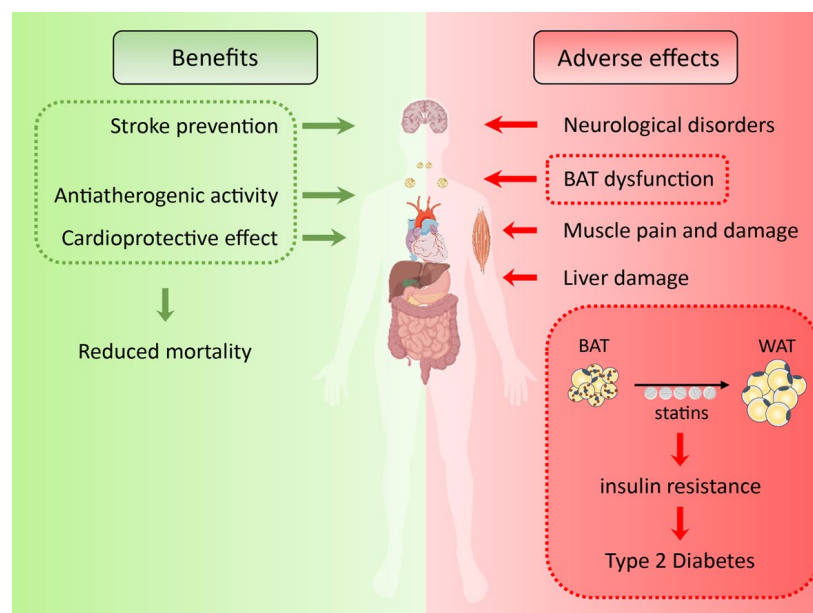 Benefits
Stroke prevention
Antiatherogenic activity
Cardioprotective effect
Reduced mortality
Adverse effects
Neurological disorders
BAT dysfunction
Muscle pain and damage
Liver damage
BAT
WAT
statins
insulin resistance
Type 2 Diabetes